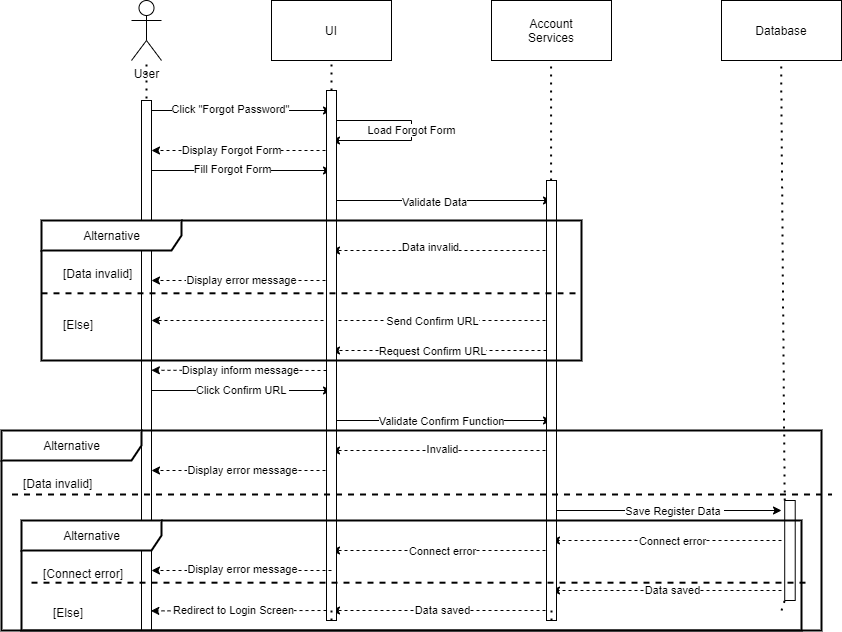 User
UI
Account
Services
Database
Click "Forgot Password"
Load Forgot Form
Display Forgot Form
Fill Forgot Form
Validate Data
Alternative
Data invalid
[Data invalid]
Display error message
[Else]
Send Confirm URL
Request Confirm URL
Display inform message
Click Confirm URL
Validate Confirm Function
Alternative
Invalid
Display error message
[Data invalid]
Save Register Data
Alternative
Connect error
Connect error
[Connect error]
Display error message
Data saved
[Else]
Redirect to Login Screen
Data saved